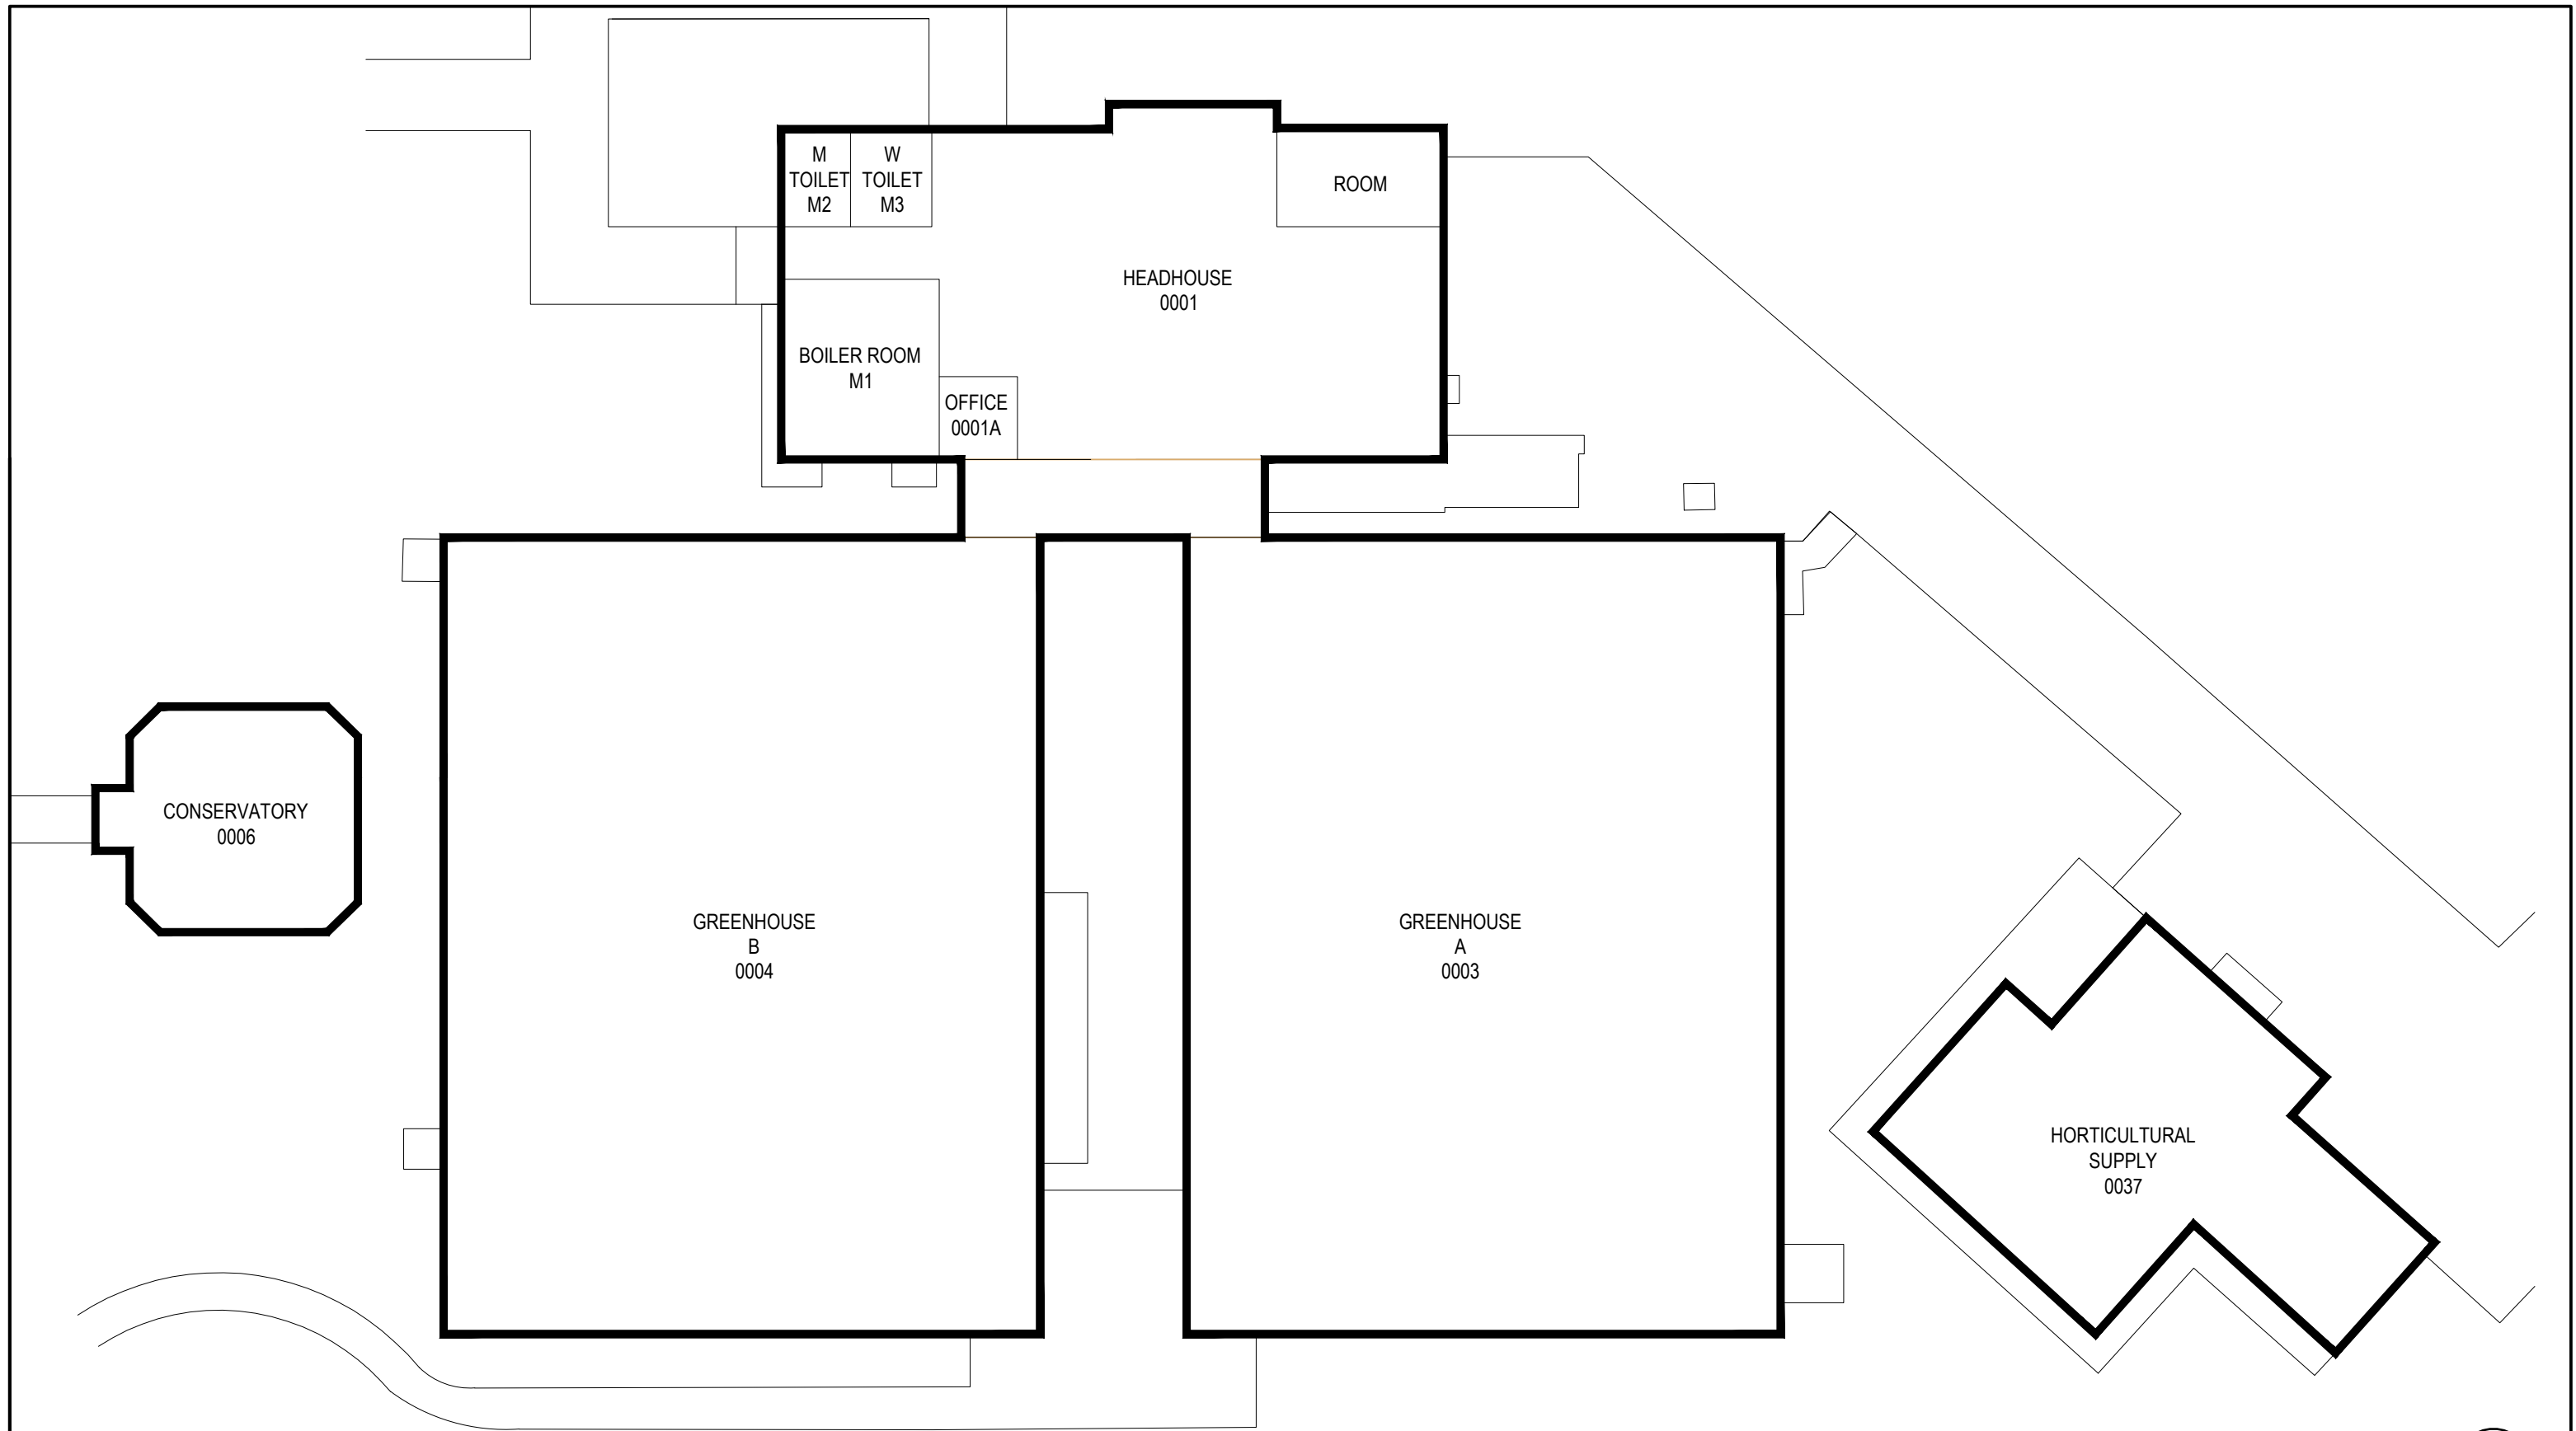 M
TOILET
M2
W
TOILET
M3
ROOM
HEADHOUSE
0001
BOILER ROOM
M1
OFFICE
0001A
CONSERVATORY
0006
GREENHOUSE
B
0004
GREENHOUSE
A
0003
HORTICULTURAL
SUPPLY
0037